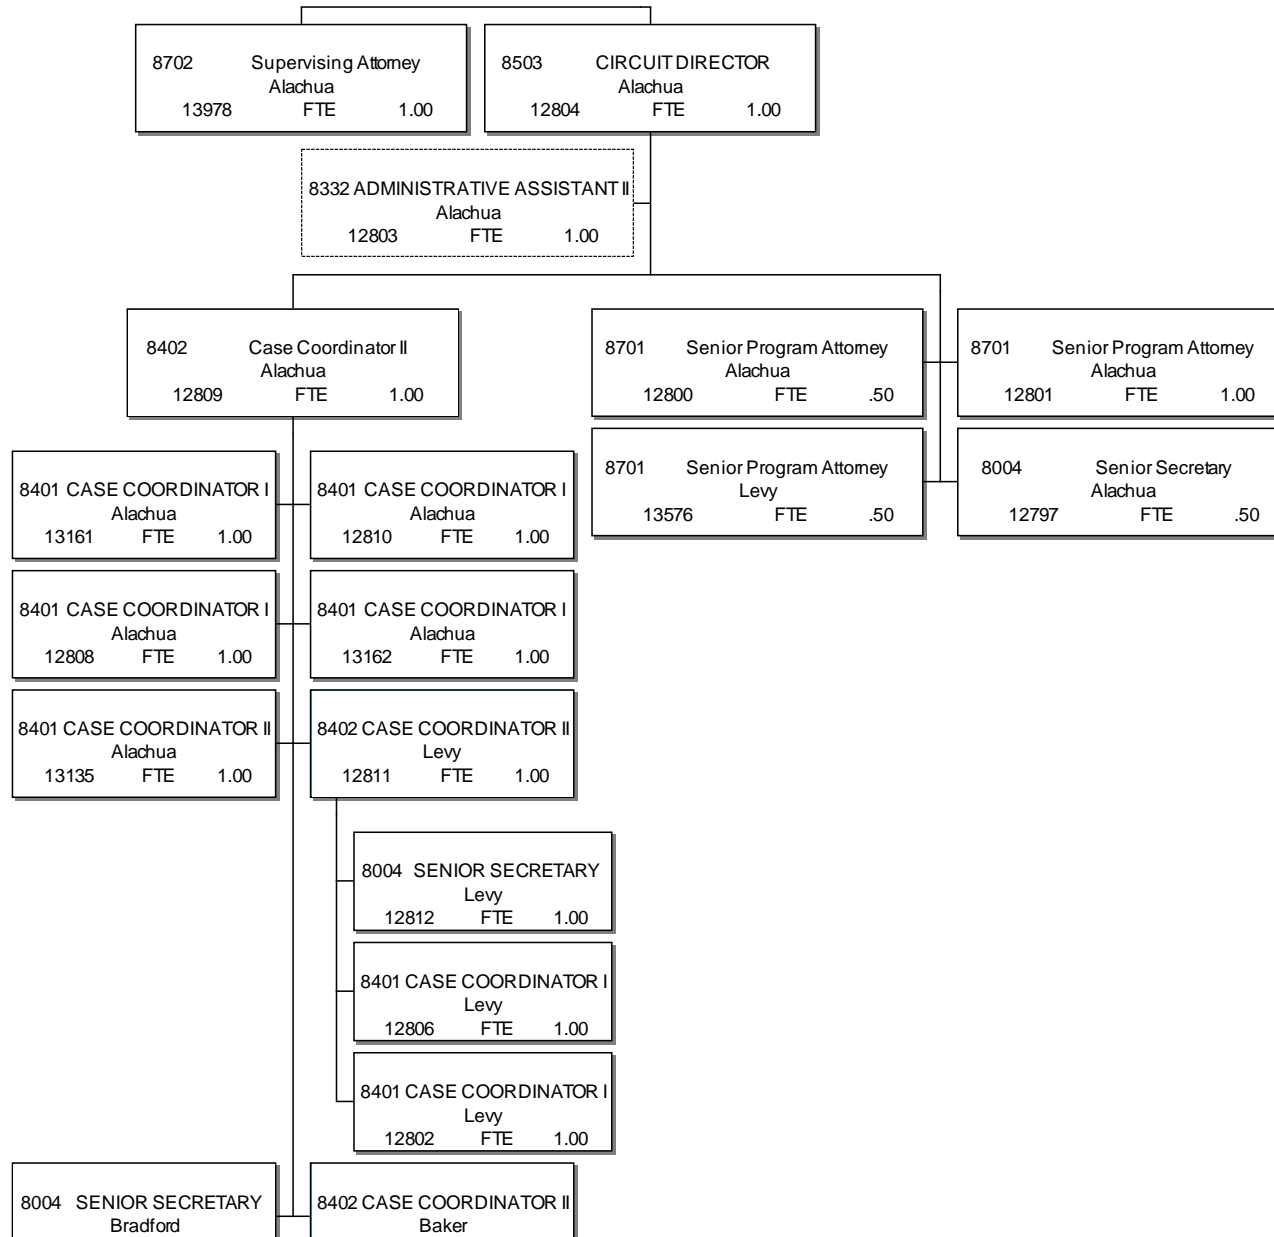 8702 Supervising Attorney
Alachua
13978 FTE 1.00
8503 CIRCUIT DIRECTOR
Alachua
12804 FTE 1.00
8332 ADMINISTRATIVE ASSISTANT II
Alachua
12803 FTE 1.00
8402 Case Coordinator II
Alachua
12809 FTE 1.00
8701 Senior Program Attorney
Alachua
12800 FTE .50
8701 Senior Program Attorney
Alachua
12801 FTE 1.00
8701 Senior Program Attorney
Levy
13576 FTE .50
8004 Senior Secretary
Alachua
12797 FTE .50
8401 CASE COORDINATOR I
Alachua
13161 FTE 1.00
8401 CASE COORDINATOR I
Alachua
12810 FTE 1.00
8401 CASE COORDINATOR I
Alachua
12808 FTE 1.00
8401 CASE COORDINATOR I
Alachua
13162 FTE 1.00
8401 CASE COORDINATOR II
Alachua
13135 FTE 1.00
8402 CASE COORDINATOR II
Levy
12811 FTE 1.00
8004 SENIOR SECRETARY
Levy
12812 FTE 1.00
8401 CASE COORDINATOR I
Levy
12806 FTE 1.00
8401 CASE COORDINATOR I
Levy
12802 FTE 1.00
8004 SENIOR SECRETARY
Bradford
8402 CASE COORDINATOR II
Baker